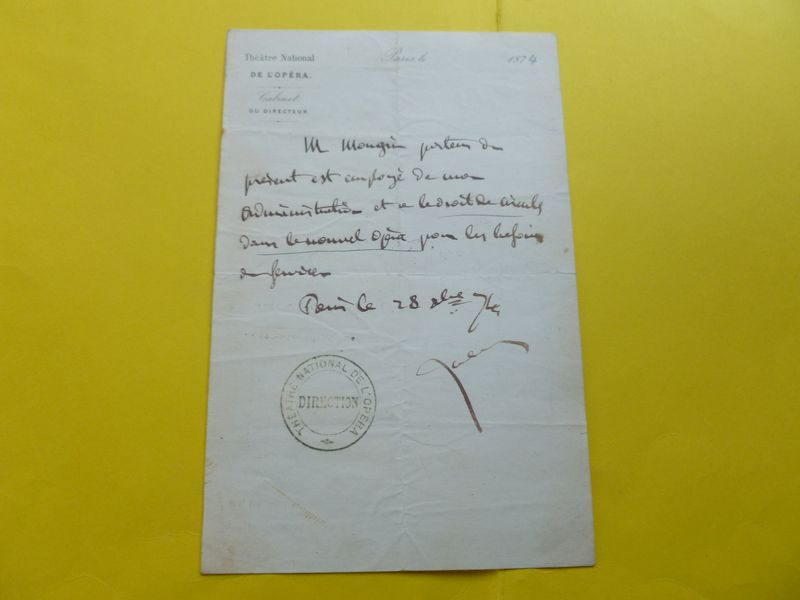 Théatre National
DE L'OPÉRA.
Cabinet
DU DIRECTEUR
Paris le 1874
M Mougin porteur du
présent est employé de mon
administration et a le droit de circuler
dans le nouvel opéra pour les besoins
du service
Paris le 28 8bre 74
THÉATRE NATIONAL DE L'OPÉRA
DIRECTION